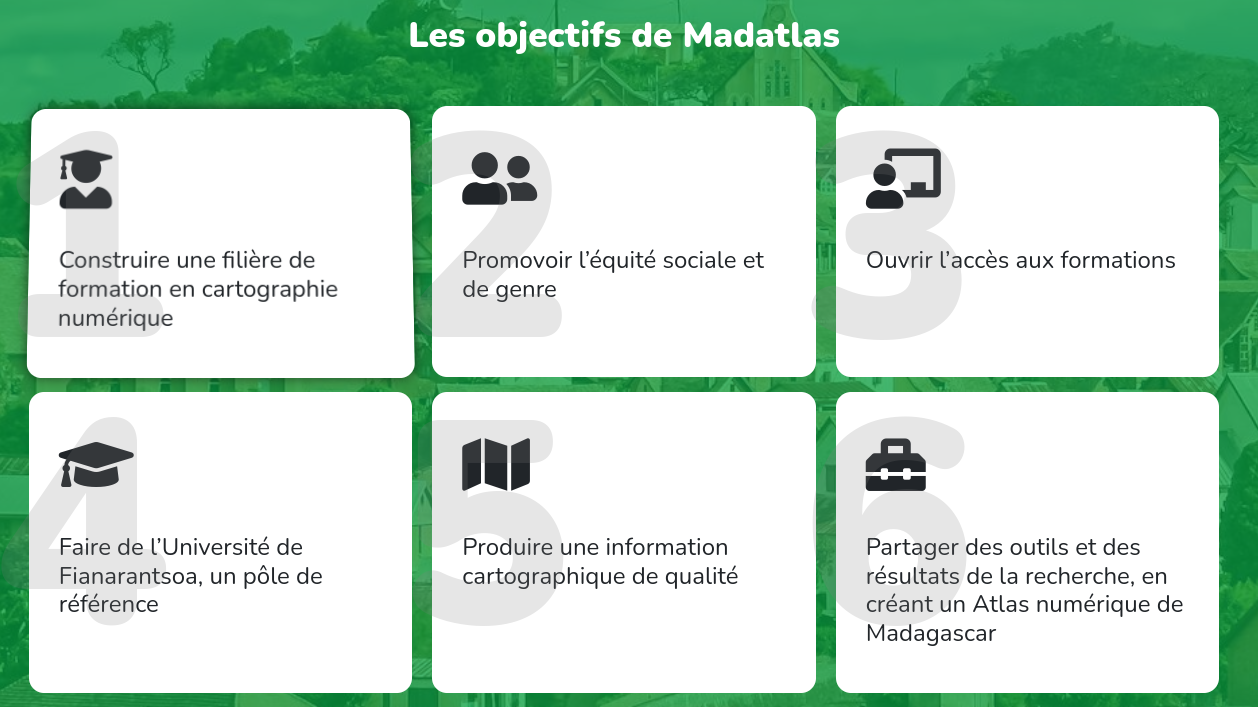 Les objectifs de Madatlas
1
Construire une filière de
formation en cartographie
numérique
2
Promovoir l’équité sociale et
de genre
3
Ouvrir l’accès aux formations
4
Faire de l’Université de
Fianarantsoa, un pôle de
référence
5
Produire une information
cartographique de qualité
6
Partager des outils et des
résultats de la recherche, en
créant un Atlas numérique de
Madagascar